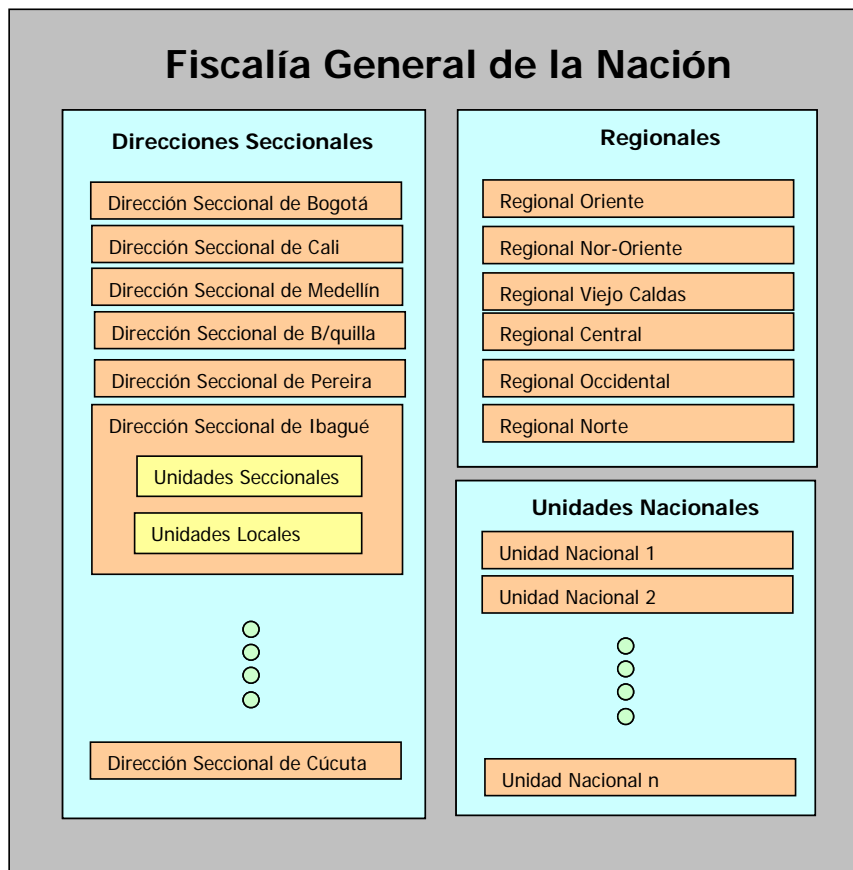 Fiscalía General de la Nación
Direcciones Seccionales
Dirección Seccional de Bogotá
Dirección Seccional de Cali
Dirección Seccional de Medellín
Dirección Seccional de B/quilla
Dirección Seccional de Pereira
Dirección Seccional de Ibagué
Unidades Seccionales
Unidades Locales
Dirección Seccional de Cúcuta
Regionales
Regional Oriente
Regional Nor-Oriente
Regional Viejo Caldas
Regional Central
Regional Occidental
Regional Norte
Unidades Nacionales
Unidad Nacional 1
Unidad Nacional 2
Unidad Nacional n